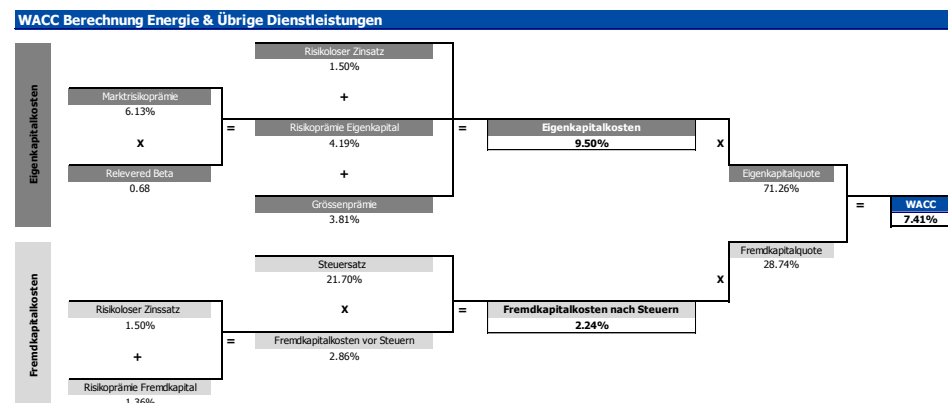 WACC Berechnung Energie & Übrige Dienstleistungen
Eigenkapitalkosten
Risikoloser Zinsatz
1.50%
Marktrisikoprämie
+
6.13%
=
Risikoprämie Eigenkapital
=
Eigenkapitalkosten
x
4.19%
9.50%
x
Relevered Beta
+
Eigenkapitalquote
0.68
71.26%
Grössenprämie
=
WACC
3.81%
7.41%
Fremdkapitalkosten
Fremdkapitalquote
Steuersatz
28.74%
21.70%
x
Risikoloser Zinssatz
x
=
Fremdkapitalkosten nach Steuern
1.50%
2.24%
=
Fremdkapitalkosten vor Steuern
+
2.86%
Risikoprämie Fremdkapital
1.36%